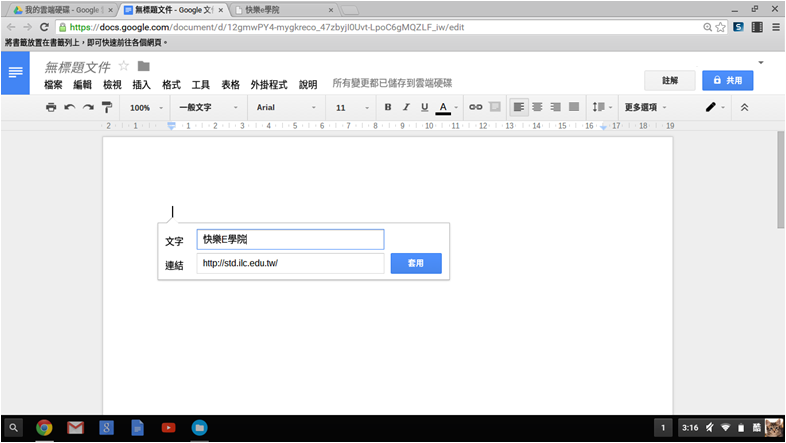 我的雲端硬碟 - Google
無標題文件 - Google 文
快樂e學院
https://docs.google.com/document/d/12gmwPY4-mygkreco_47zbyjI0Uvt-LpoC6gMQZLF_iw/edit
將書籤放置在書籤列上，即可快速前往各個網頁。
無標題文件
檔案 編輯 檢視 插入 格式 工具 表格 外掛程式 說明 所有變更都已儲存到雲端硬碟
註解 共用
100% 一般文字 Arial 11 B I U A 更多選項
2 1 1 2 3 4 5 6 7 8 9 10 11 12 13 14 15 16 17 18 19
文字 快樂E學院
連結 http://std.ilc.edu.tw/ 套用
1 3:16 酷